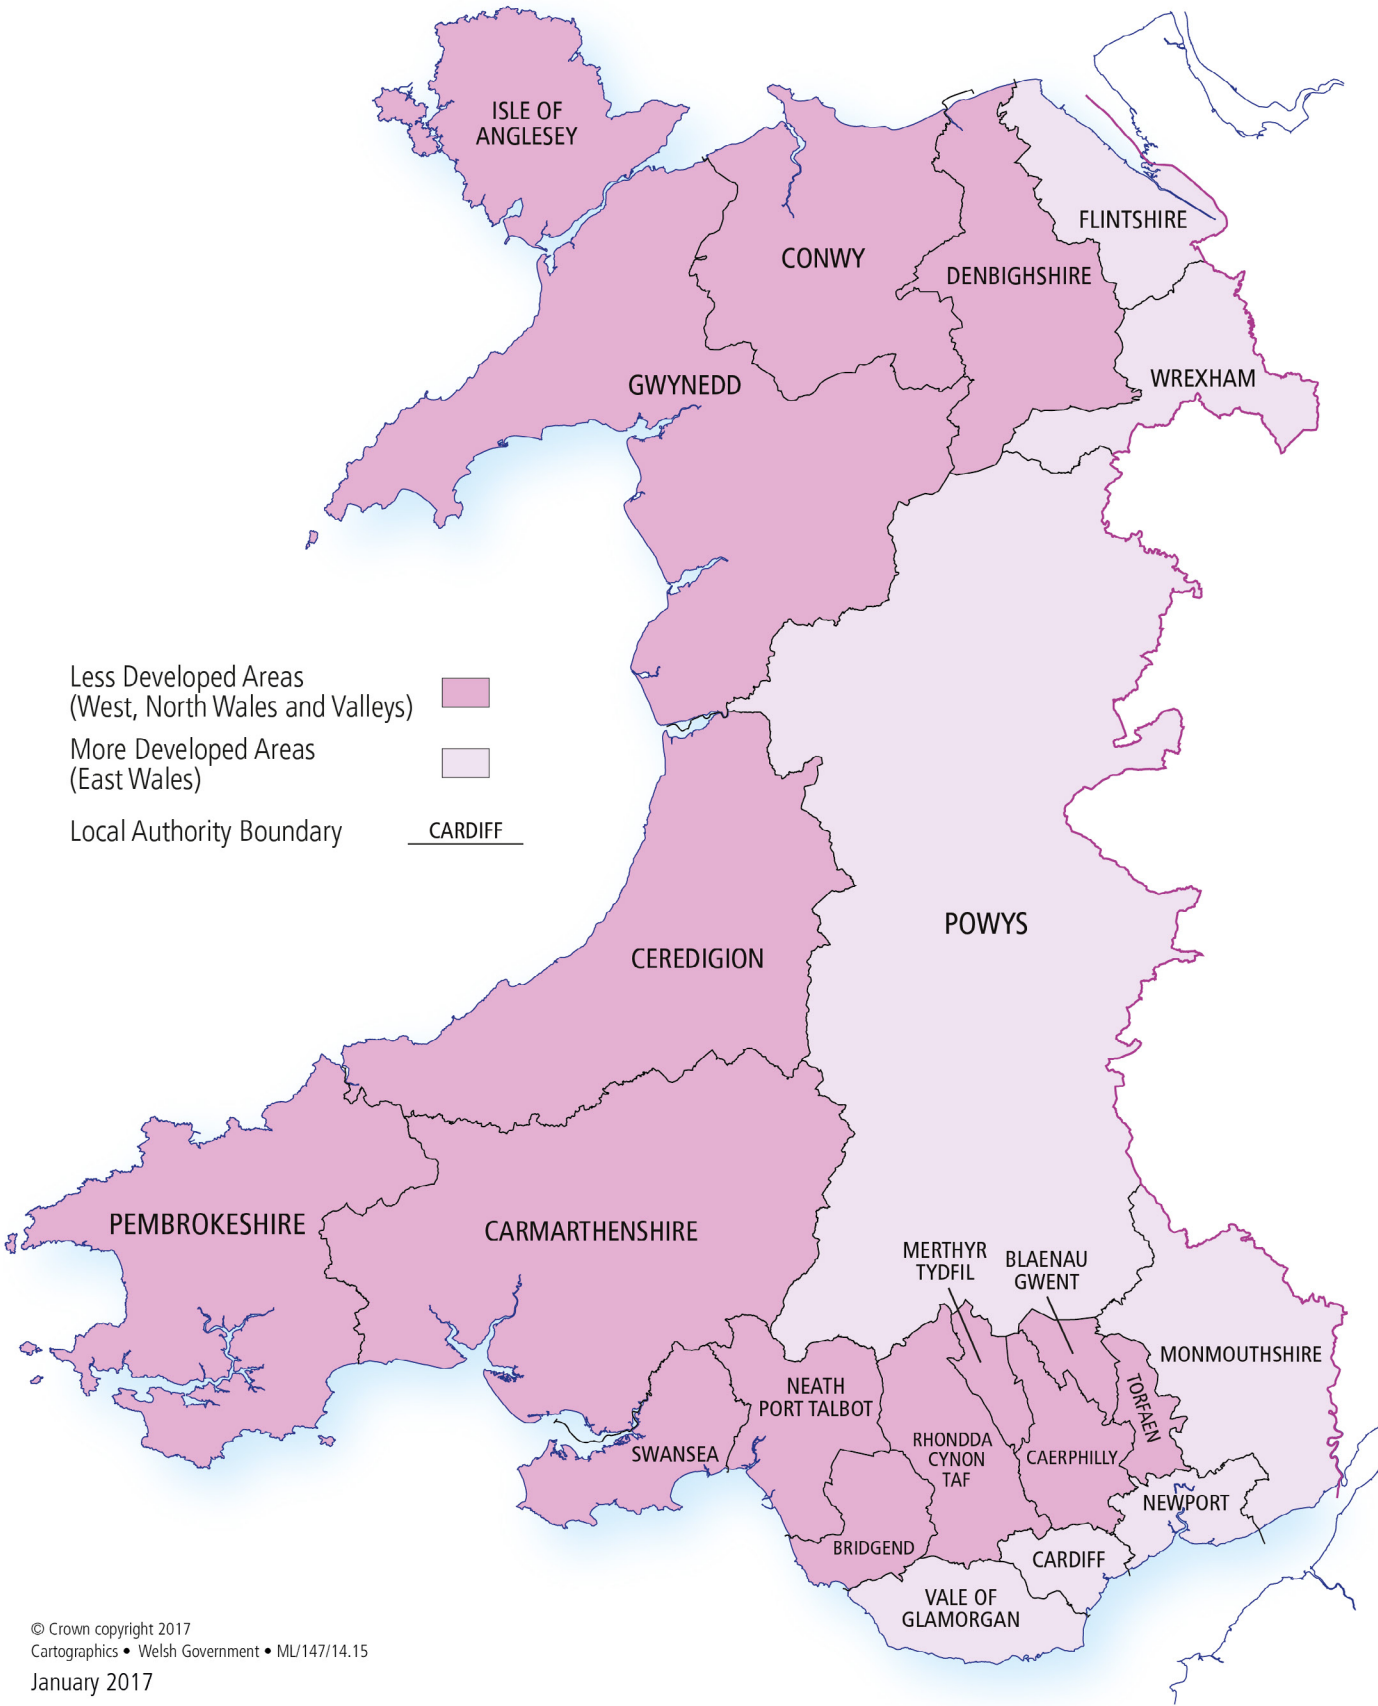 ISLE OF
ANGLESEY
FLINTSHIRE
CONWY
DENBIGHSHIRE
WREXHAM
GWYNEDD
Less Developed Areas
(West, North Wales and Valleys)
More Developed Areas
(East Wales)
Local Authority Boundary
CARDIFF
POWYS
CEREDIGION
PEMBROKESHIRE
CARMARTHENSHIRE
MERTHYR
TYDFIL
BLAENAU
GWENT
MONMOUTHSHIRE
NEATH
PORT TALBOT
TORFAEN
SWANSEA
RHONDDA
CYNON
TAF
CAERPHILLY
NEWPORT
BRIDGEND
CARDIFF
VALE OF
GLAMORGAN
© Crown copyright 2017
Cartographics • Welsh Government • ML/147/14.15
January 2017